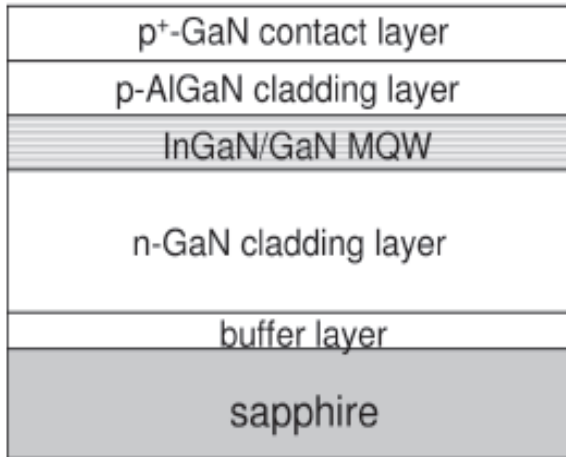 p⁺-GaN contact layer
p-AlGaN cladding layer
InGaN/GaN MQW
n-GaN cladding layer
buffer layer
sapphire